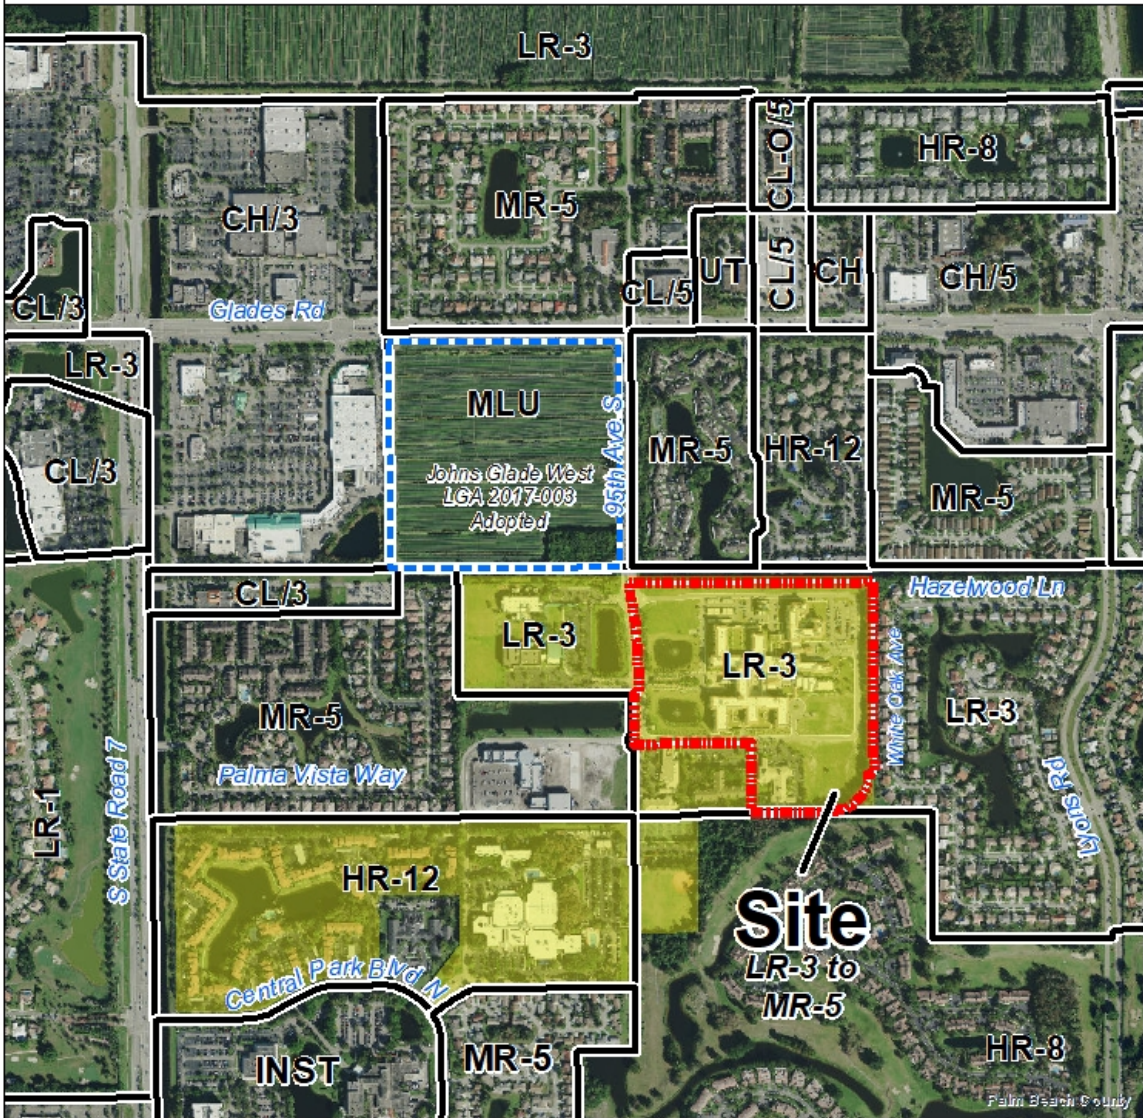 LR-3
CL-O/5
HR-8
MR-5
CH/3
UT
CL/5
CH
CH/5
CL/5
CL/3
Glades Rd
LR-3
MLU
95th Ave S
MR-5
HR-12
CL/3
Johns Glade West
LGA 2017-003
Adopted
MR-5
CL/3
Hazelwood Ln
LR-3
LR-3
White Oak Ave
LR-3
MR-5
Palma Vista Way
Lyons Rd
LR-1
S State Road 7
HR-12
Site
LR-3 to
MR-5
Central Park Blvd N
INST
MR-5
HR-8
Palm Beach County